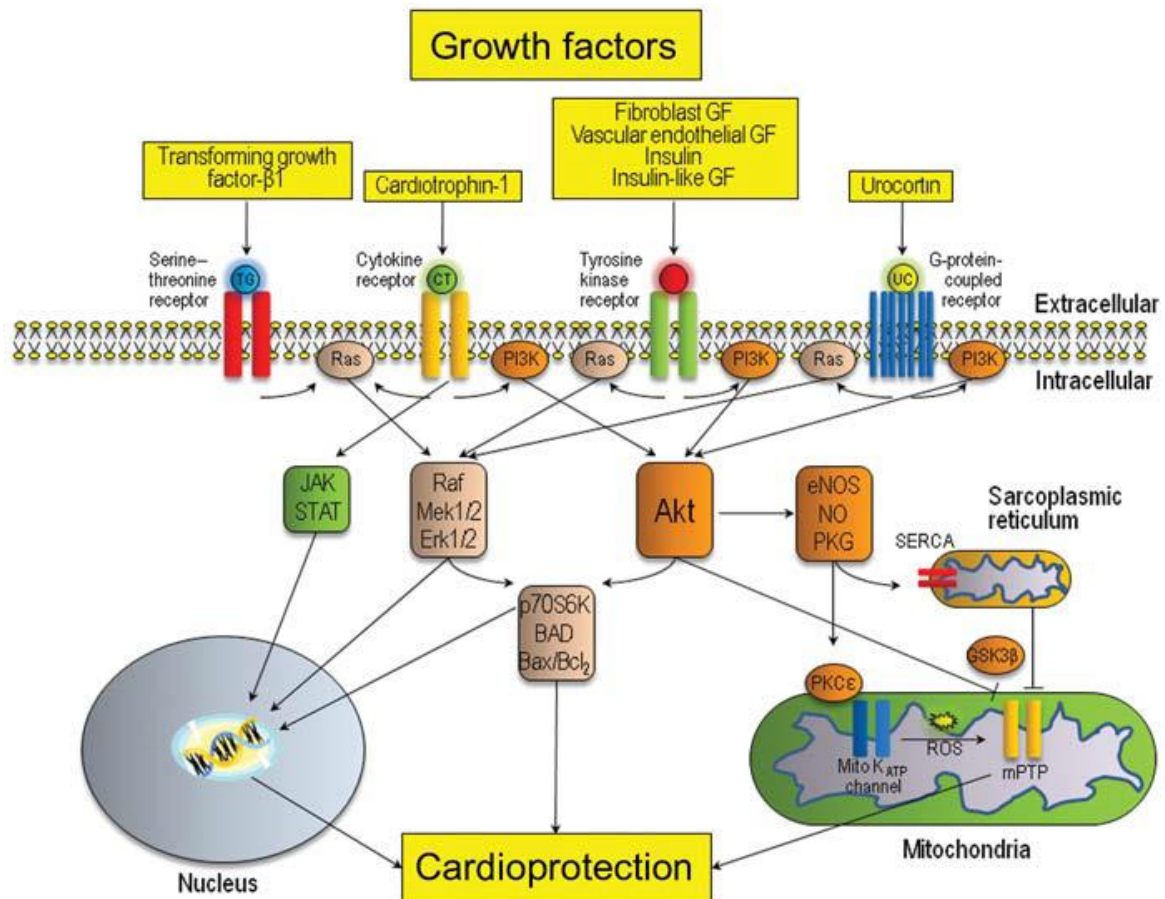 Growth factors
Transforming growth
factor-β1
Cardiotrophin-1
Fibroblast GF
Vascular endothelial GF
Insulin
Insulin-like GF
Urocortin
Serine–
threonine
receptor
TG
Cytokine
receptor
CT
Tyrosine
kinase
receptor
UC
G-protein-
coupled
receptor
Extracellular
Ras
PI3K
Ras
PI3K
Ras
PI3K
Intracellular
JAK
STAT
Raf
Mek1/2
Erk1/2
Akt
eNOS
NO
PKG
Sarcoplasmic
reticulum
SERCA
p70S6K
BAD
Bax/Bcl₂
GSK3β
PKCε
ROS
Mito K ATP
channel
mPTP
Mitochondria
Nucleus
Cardioprotection